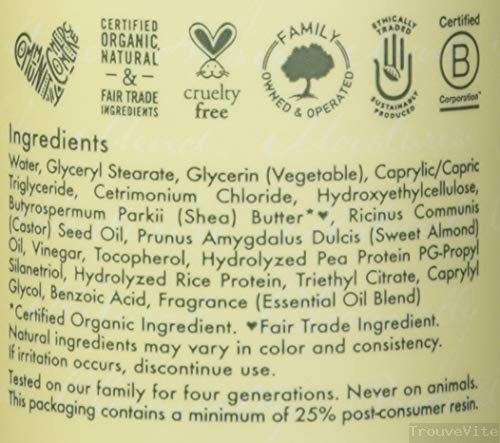 COMMUNITY COMMERCE
CERTIFIED
ORGANIC,
NATURAL
&
FAIR TRADE
INGREDIENTS
cruelty
free
FAMILY
OWNED & OPERATED
ETHICALLY
TRADED
SUSTAINABLY
PRODUCED
Certified
B
Corporation™
Ingredients
Water, Glyceryl Stearate, Glycerin (Vegetable), Caprylic/Capric
Triglyceride, Cetrimonium Chloride, Hydroxyethylcellulose,
Butyrospermum Parkii (Shea) Butter*♥, Ricinus Communis
(Castor) Seed Oil, Prunus Amygdalus Dulcis (Sweet Almond)
Oil, Vinegar, Tocopherol, Hydrolyzed Pea Protein PG-Propyl
Silanetriol, Hydrolyzed Rice Protein, Triethyl Citrate, Caprylyl
Glycol, Benzoic Acid, Fragrance (Essential Oil Blend)
*Certified Organic Ingredient. ♥Fair Trade Ingredient.
Natural ingredients may vary in color and consistency.
If irritation occurs, discontinue use.
Tested on our family for four generations. Never on animals.
This packaging contains a minimum of 25% post-consumer resin.
TrouveVite